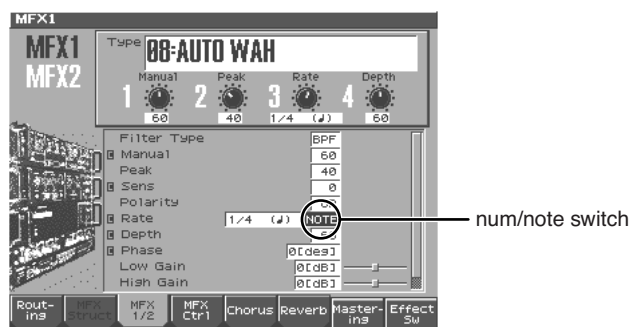 MFX1
MFX1
MFX2
Type 08:AUTO WAH
Manual Peak Rate Depth
1 2 3 4
60 40 1/4 (♩) 60
Filter Type BPF
Manual 60
Peak 40
Sens 0
Polarity
Rate 1/4 (♩) NOTE
Depth
Phase 0[deg]
Low Gain 0[dB]
High Gain 0[dB]
num/note switch
Rout-ing MFX Struct MFX 1/2 MFX Ctrl Chorus Reverb Master-ing Effect Sw